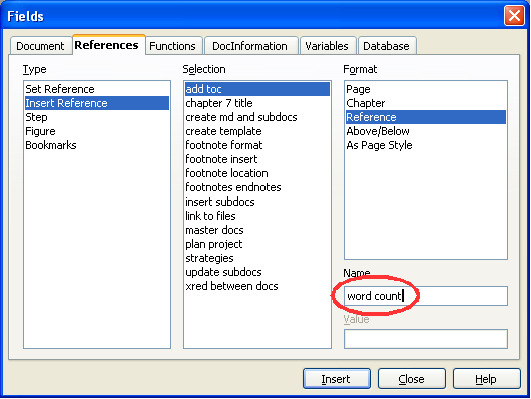 Fields
Document
References
Functions
DocInformation
Variables
Database
Type
Set Reference
Insert Reference
Step
Figure
Bookmarks
Selection
add toc
chapter 7 title
create md and subdocs
create template
footnote format
footnote insert
footnote location
footnotes endnotes
insert subdocs
link to files
master docs
plan project
strategies
update subdocs
xred between docs
Format
Page
Chapter
Reference
Above/Below
As Page Style
Name
word count
Value
Insert
Close
Help